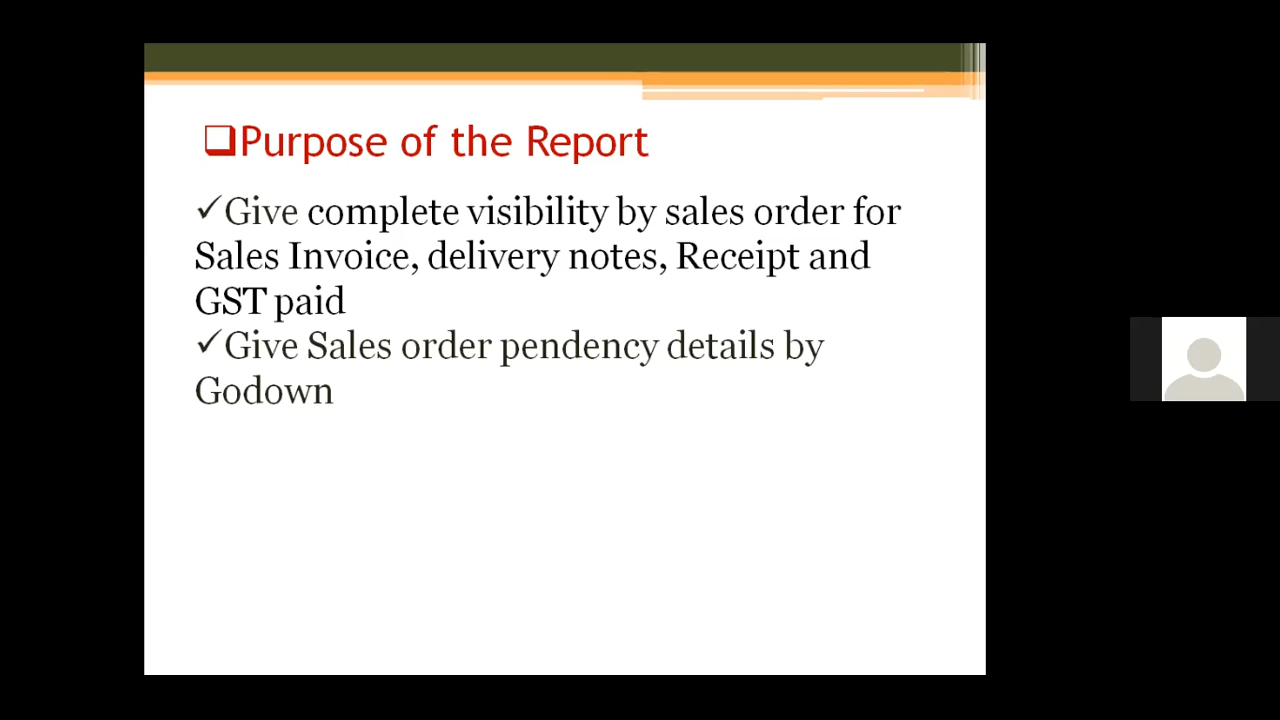 ❑Purpose of the Report
✓Give complete visibility by sales order for
Sales Invoice, delivery notes, Receipt and
GST paid
✓Give Sales order pendency details by
Godown